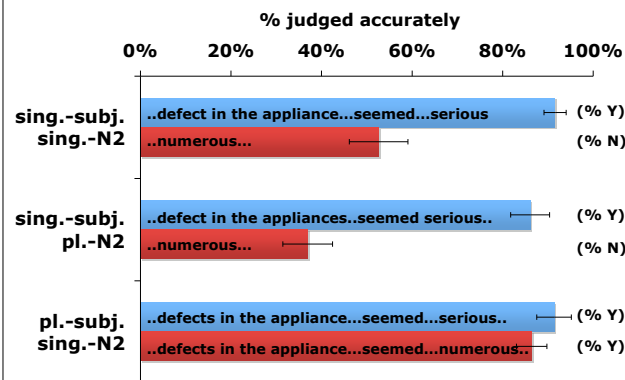 % judged accurately
0% 20% 40% 60% 80% 100%
sing.-subj.
sing.-N2
..defect in the appliance...seemed...serious
(% Y)
..numerous...
(% N)
sing.-subj.
pl.-N2
..defect in the appliances..seemed serious..
(% Y)
..numerous...
(% N)
pl.-subj.
sing.-N2
..defects in the appliance...seemed...serious..
(% Y)
..defects in the appliance...seemed...numerous..
(% Y)